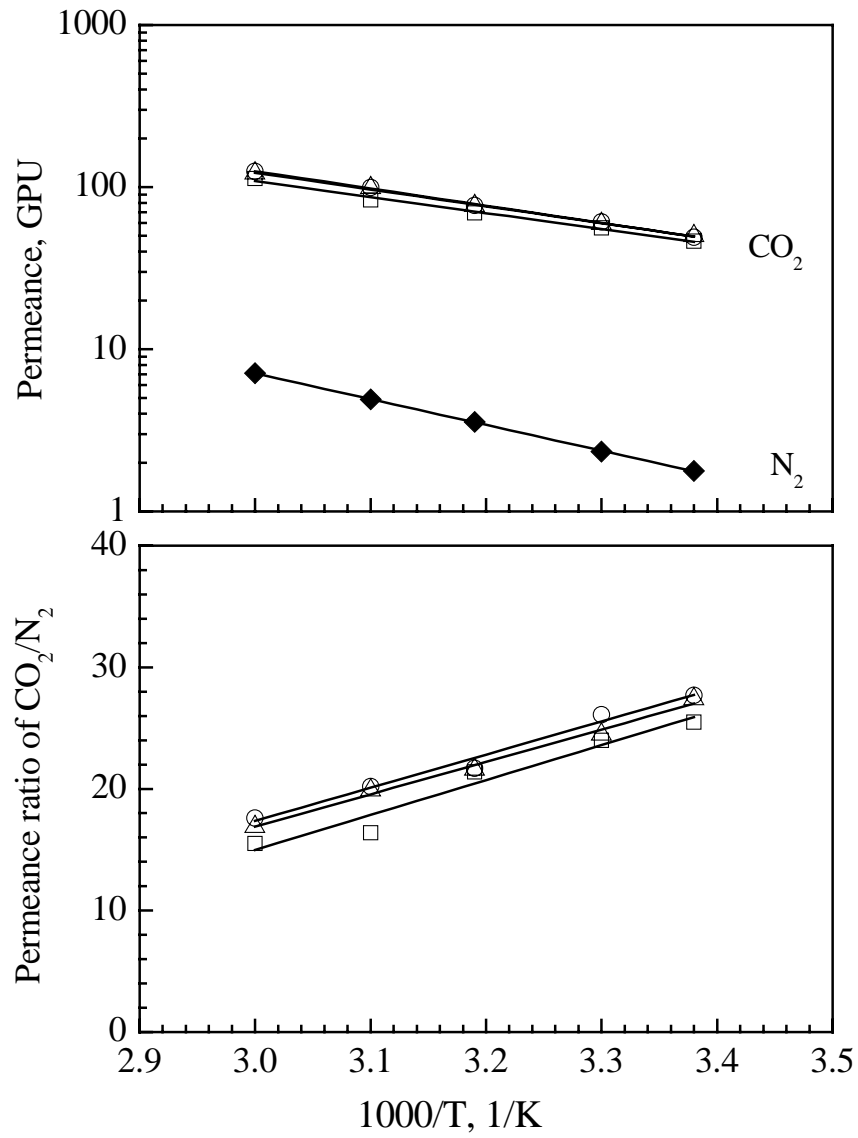 1000
100
10
1
Permeance, GPU
CO₂
N₂
40
30
20
10
0
Permeance ratio of CO₂/N₂
2.9 3.0 3.1 3.2 3.3 3.4 3.5
1000/T, 1/K